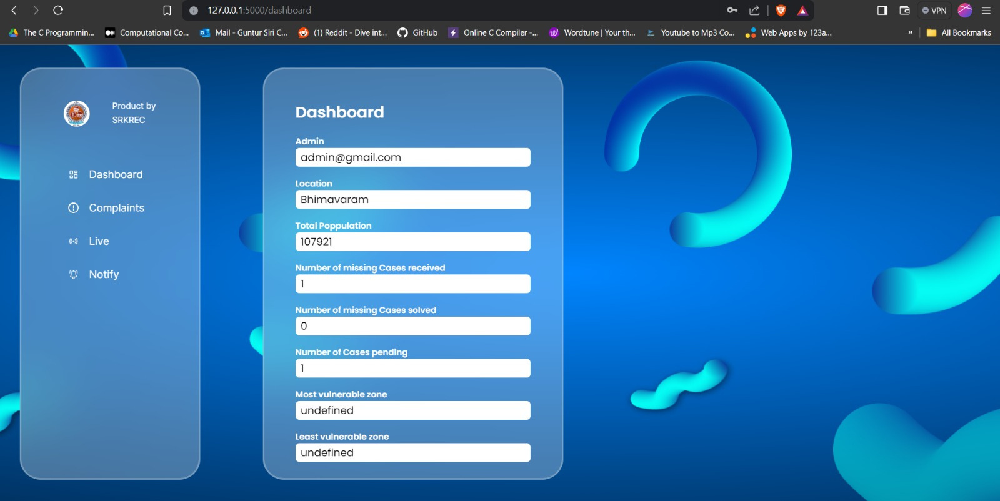 127.0.0.1:5000/dashboard
VPN
The C Programmin...
Computational Co...
Mail - Guntur Siri C...
(1) Reddit - Dive int...
GitHub
Online C Compiler -...
Wordtune | Your th...
Youtube to Mp3 Co...
Web Apps by 123a...
»
All Bookmarks
Product by
SRKREC
Dashboard
Complaints
Live
Notify
Dashboard
Admin
admin@gmail.com
Location
Bhimavaram
Total Poppulation
107921
Number of missing Cases received
1
Number of missing Cases solved
0
Number of Cases pending
1
Most vulnerable zone
undefined
Least vulnerable zone
undefined